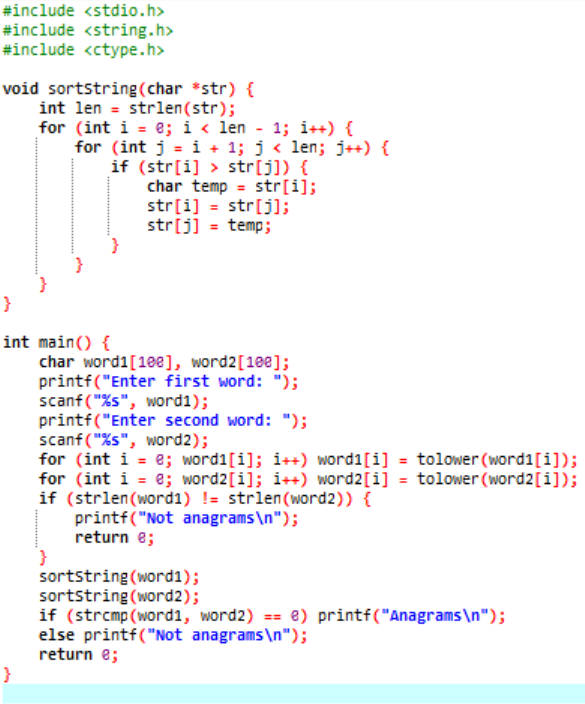 #include <stdio.h>
#include <string.h>
#include <ctype.h>
void sortString(char *str) {
    int len = strlen(str);
    for (int i = 0; i < len - 1; i++) {
        for (int j = i + 1; j < len; j++) {
            if (str[i] > str[j]) {
                char temp = str[i];
                str[i] = str[j];
                str[j] = temp;
            }
        }
    }
}
int main() {
    char word1[100], word2[100];
    printf("Enter first word: ");
    scanf("%s", word1);
    printf("Enter second word: ");
    scanf("%s", word2);
    for (int i = 0; word1[i]; i++) word1[i] = tolower(word1[i]);
    for (int i = 0; word2[i]; i++) word2[i] = tolower(word2[i]);
    if (strlen(word1) != strlen(word2)) {
        printf("Not anagrams\n");
        return 0;
    }
    sortString(word1);
    sortString(word2);
    if (strcmp(word1, word2) == 0) printf("Anagrams\n");
    else printf("Not anagrams\n");
    return 0;
}